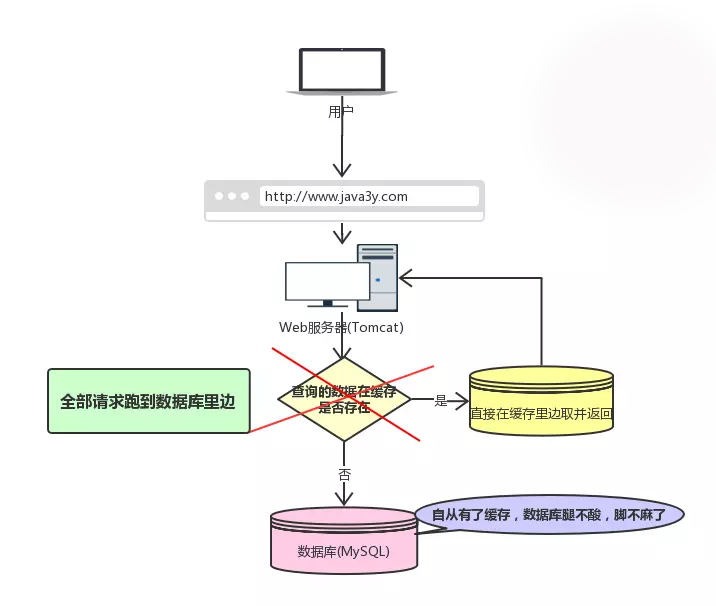 用户
http://www.java3y.com
Web服务器(Tomcat)
全部请求跑到数据库里边
查询的数据在缓存
是否存在
是
直接在缓存里边取并返回
否
自从有了缓存，数据库腿不酸，脚不麻了
数据库(MySQL)